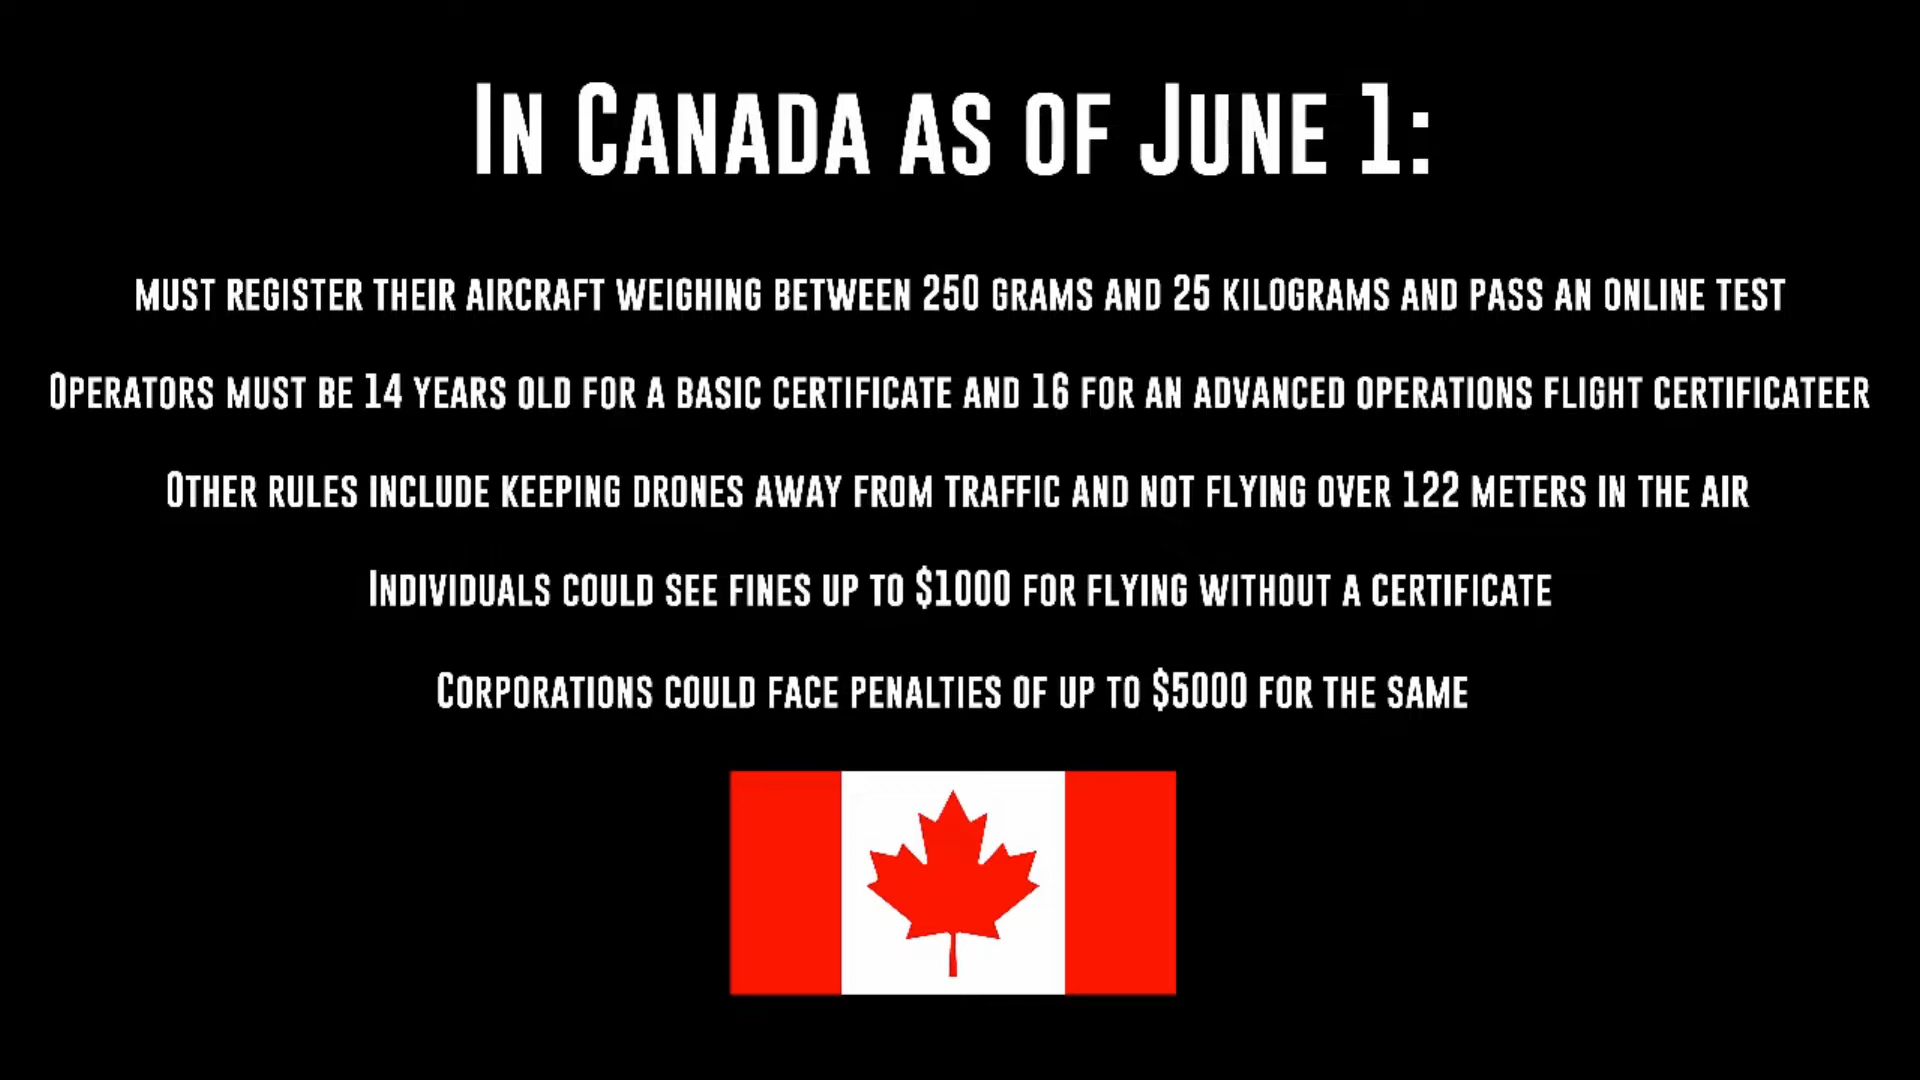 In Canada as of June 1:
must register their aircraft weighing between 250 grams and 25 kilograms and pass an online test
Operators must be 14 years old for a basic certificate and 16 for an advanced operations flight certificateer
Other rules include keeping drones away from traffic and not flying over 122 meters in the air
Individuals could see fines up to $1000 for flying without a certificate
Corporations could face penalties of up to $5000 for the same